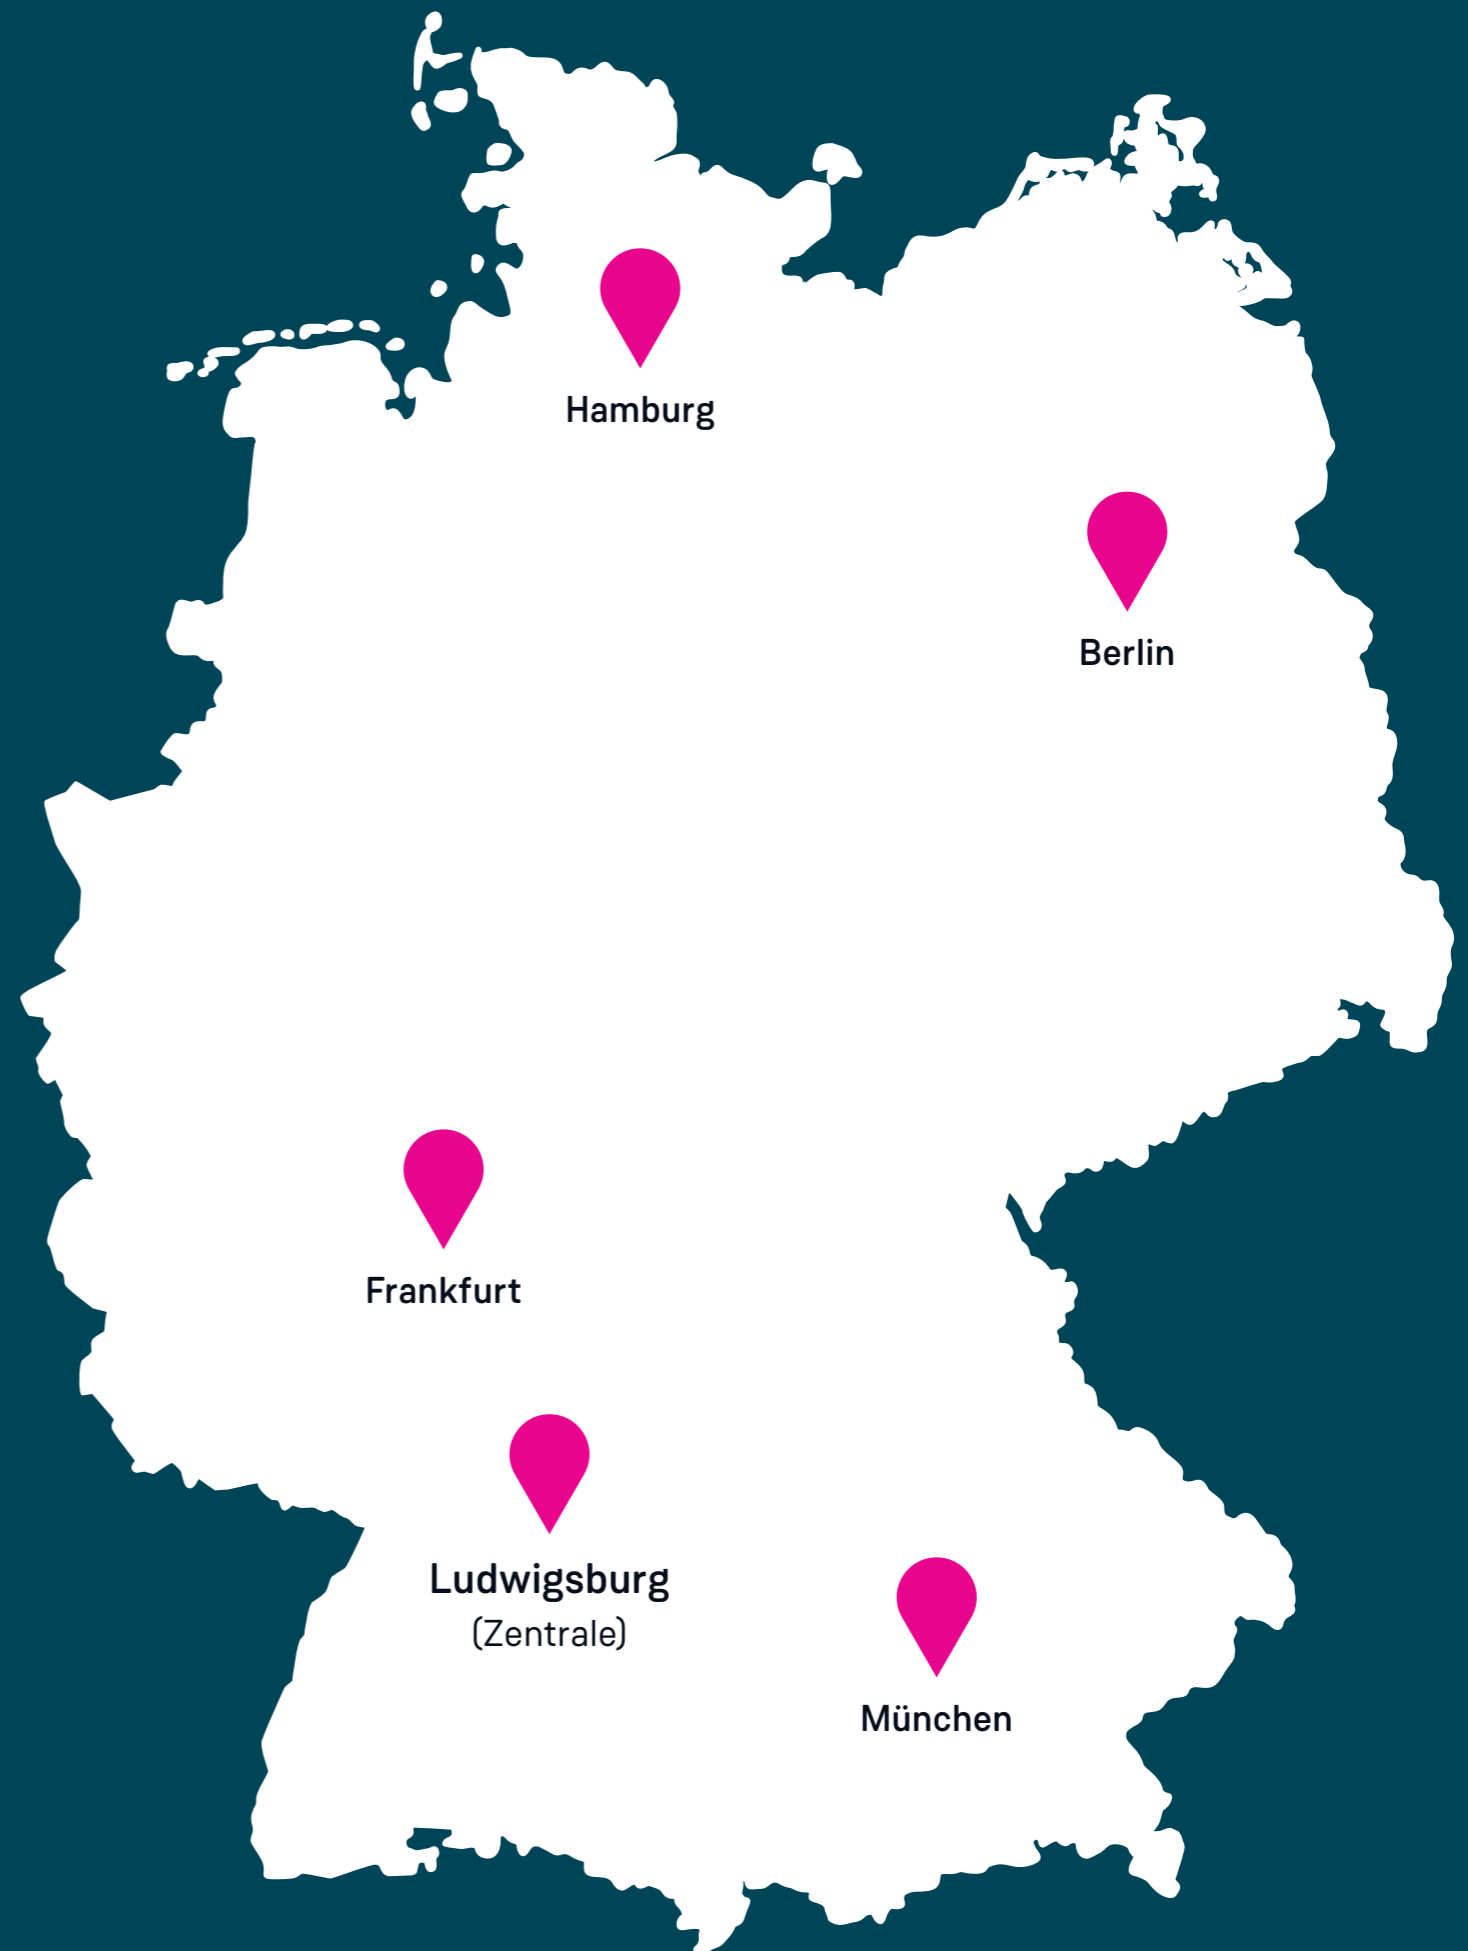 Hamburg
Berlin
Frankfurt
Ludwigsburg
(Zentrale)
München